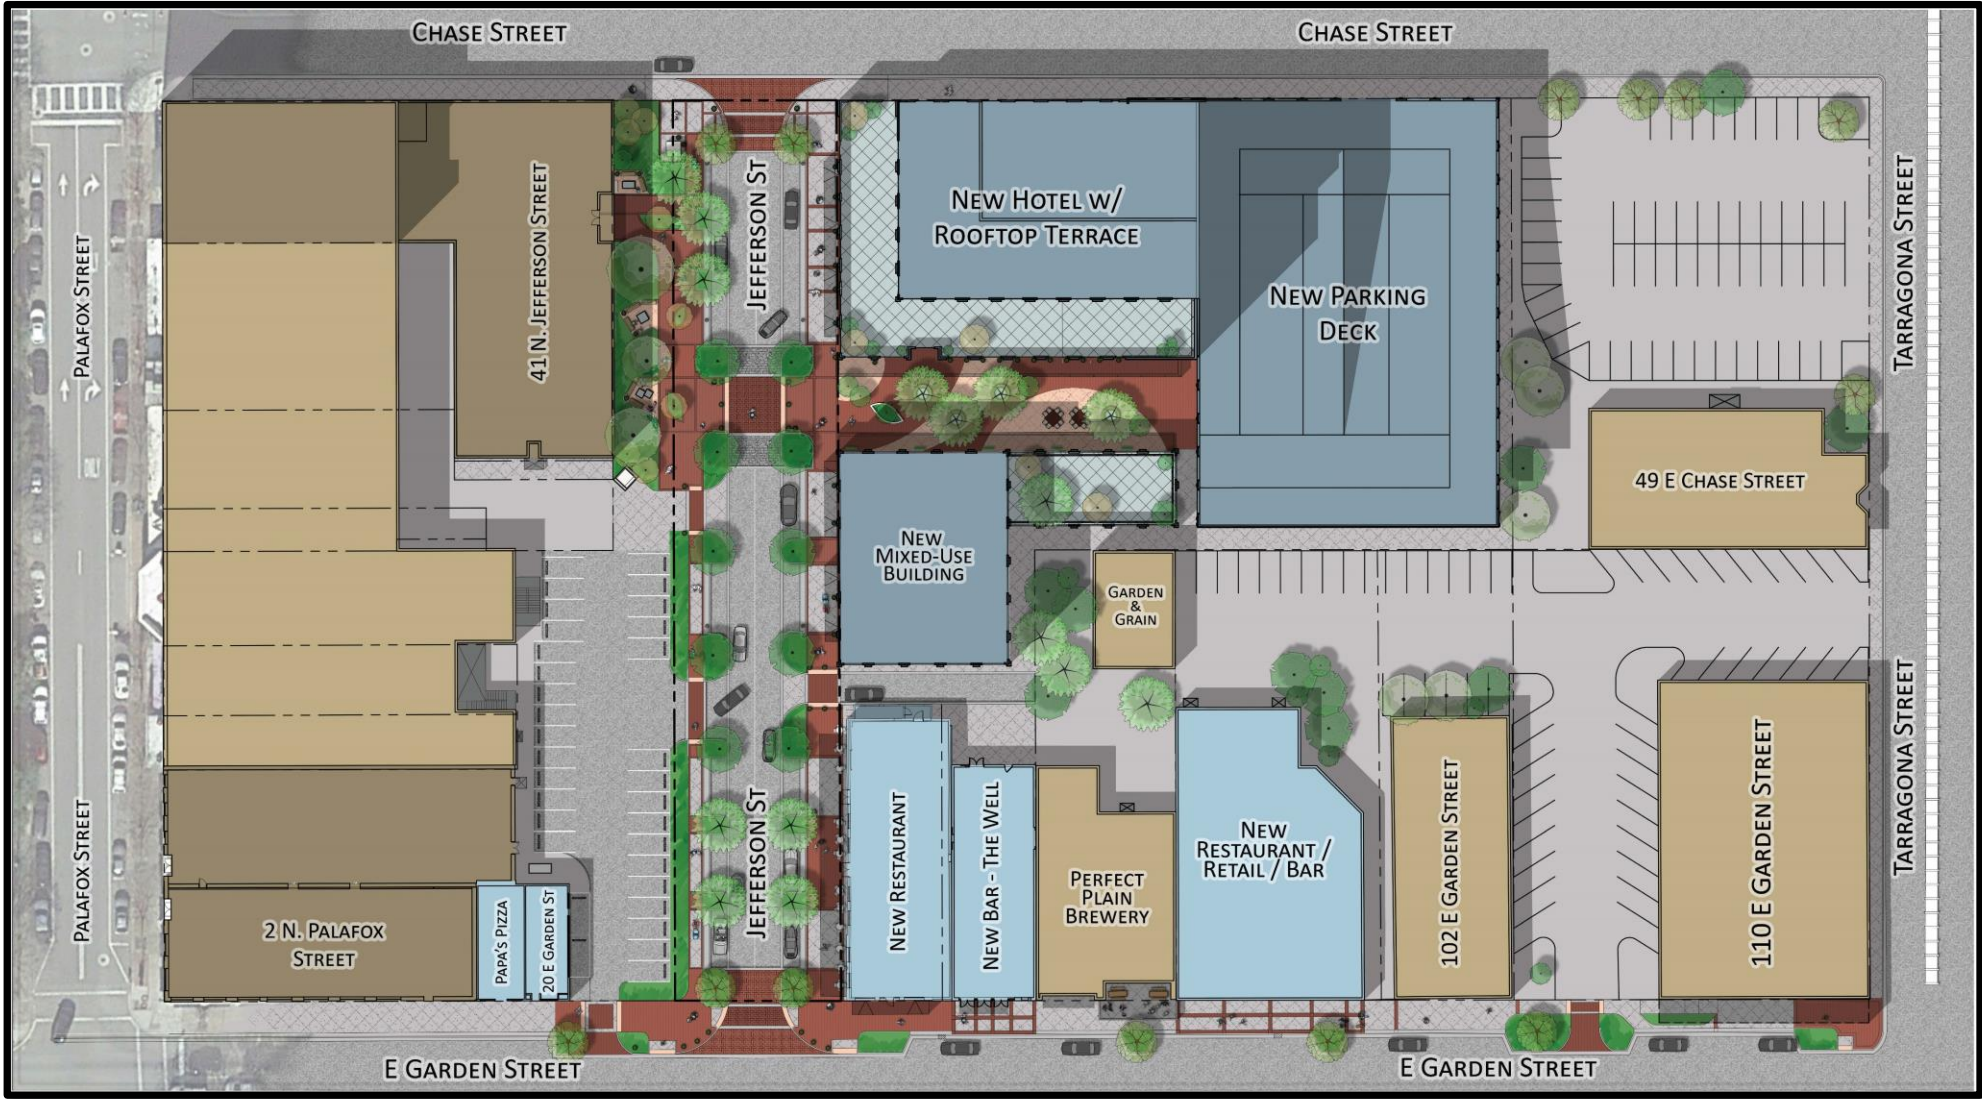 CHASE STREET
CHASE STREET
PALAFOX STREET
PALAFOX STREET
PALAFOX STREET
41 N. JEFFERSON STREET
JEFFERSON ST
JEFFERSON ST
NEW HOTEL W/
ROOFTOP TERRACE
NEW PARKING
DECK
TARRAGONA STREET
TARRAGONA STREET
49 E CHASE STREET
NEW
MIXED-USE
BUILDING
GARDEN
&
GRAIN
2 N. PALAFOX
STREET
PAPA'S PIZZA
20 E GARDEN ST
NEW RESTAURANT
NEW BAR - THE WELL
PERFECT
PLAIN
BREWERY
NEW
RESTAURANT /
RETAIL / BAR
102 E GARDEN STREET
110 E GARDEN STREET
E GARDEN STREET
E GARDEN STREET